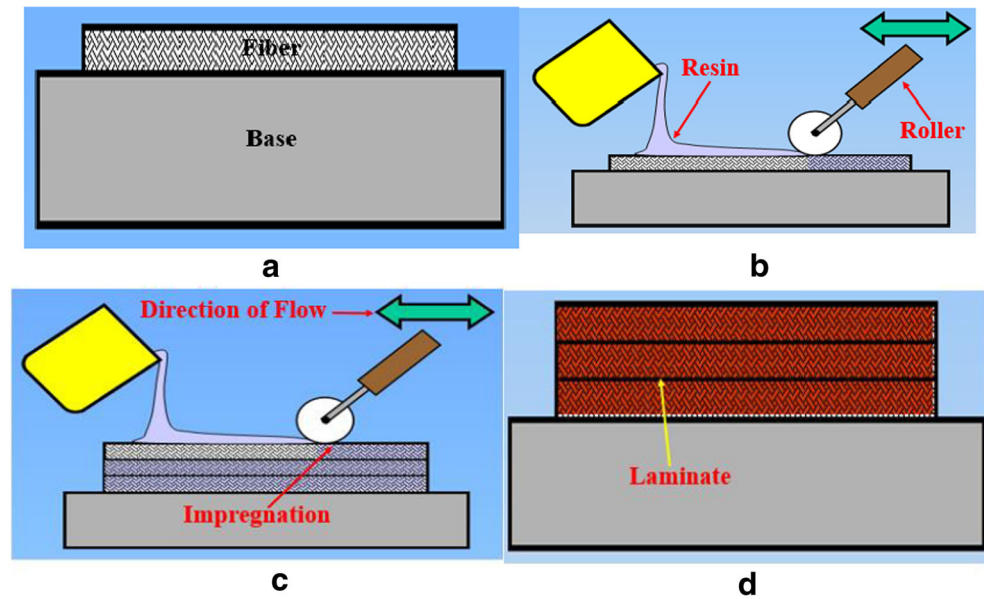 Fiber
Base
a
Resin
Roller
b
Direction of Flow
Impregnation
c
Laminate
d